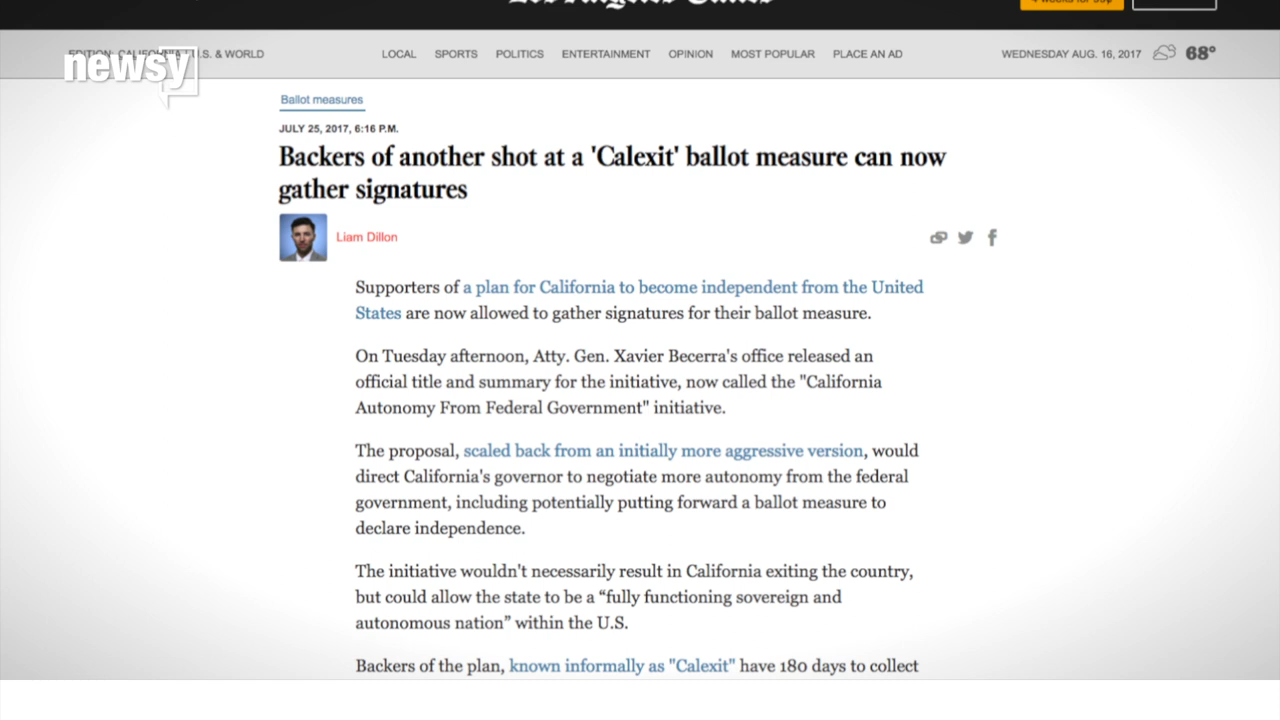 Los Angeles Times
4 weeks for 99¢
EDITION: CALIFORNIA U.S. & WORLD
LOCAL SPORTS POLITICS ENTERTAINMENT OPINION MOST POPULAR PLACE AN AD
WEDNESDAY AUG. 16, 2017 68°
newsy
Ballot measures
JULY 25, 2017, 6:16 P.M.
Backers of another shot at a 'Calexit' ballot measure can now
gather signatures
Liam Dillon
Supporters of a plan for California to become independent from the United
States are now allowed to gather signatures for their ballot measure.
On Tuesday afternoon, Atty. Gen. Xavier Becerra's office released an
official title and summary for the initiative, now called the "California
Autonomy From Federal Government" initiative.
The proposal, scaled back from an initially more aggressive version, would
direct California's governor to negotiate more autonomy from the federal
government, including potentially putting forward a ballot measure to
declare independence.
The initiative wouldn't necessarily result in California exiting the country,
but could allow the state to be a “fully functioning sovereign and
autonomous nation” within the U.S.
Backers of the plan, known informally as "Calexit" have 180 days to collect